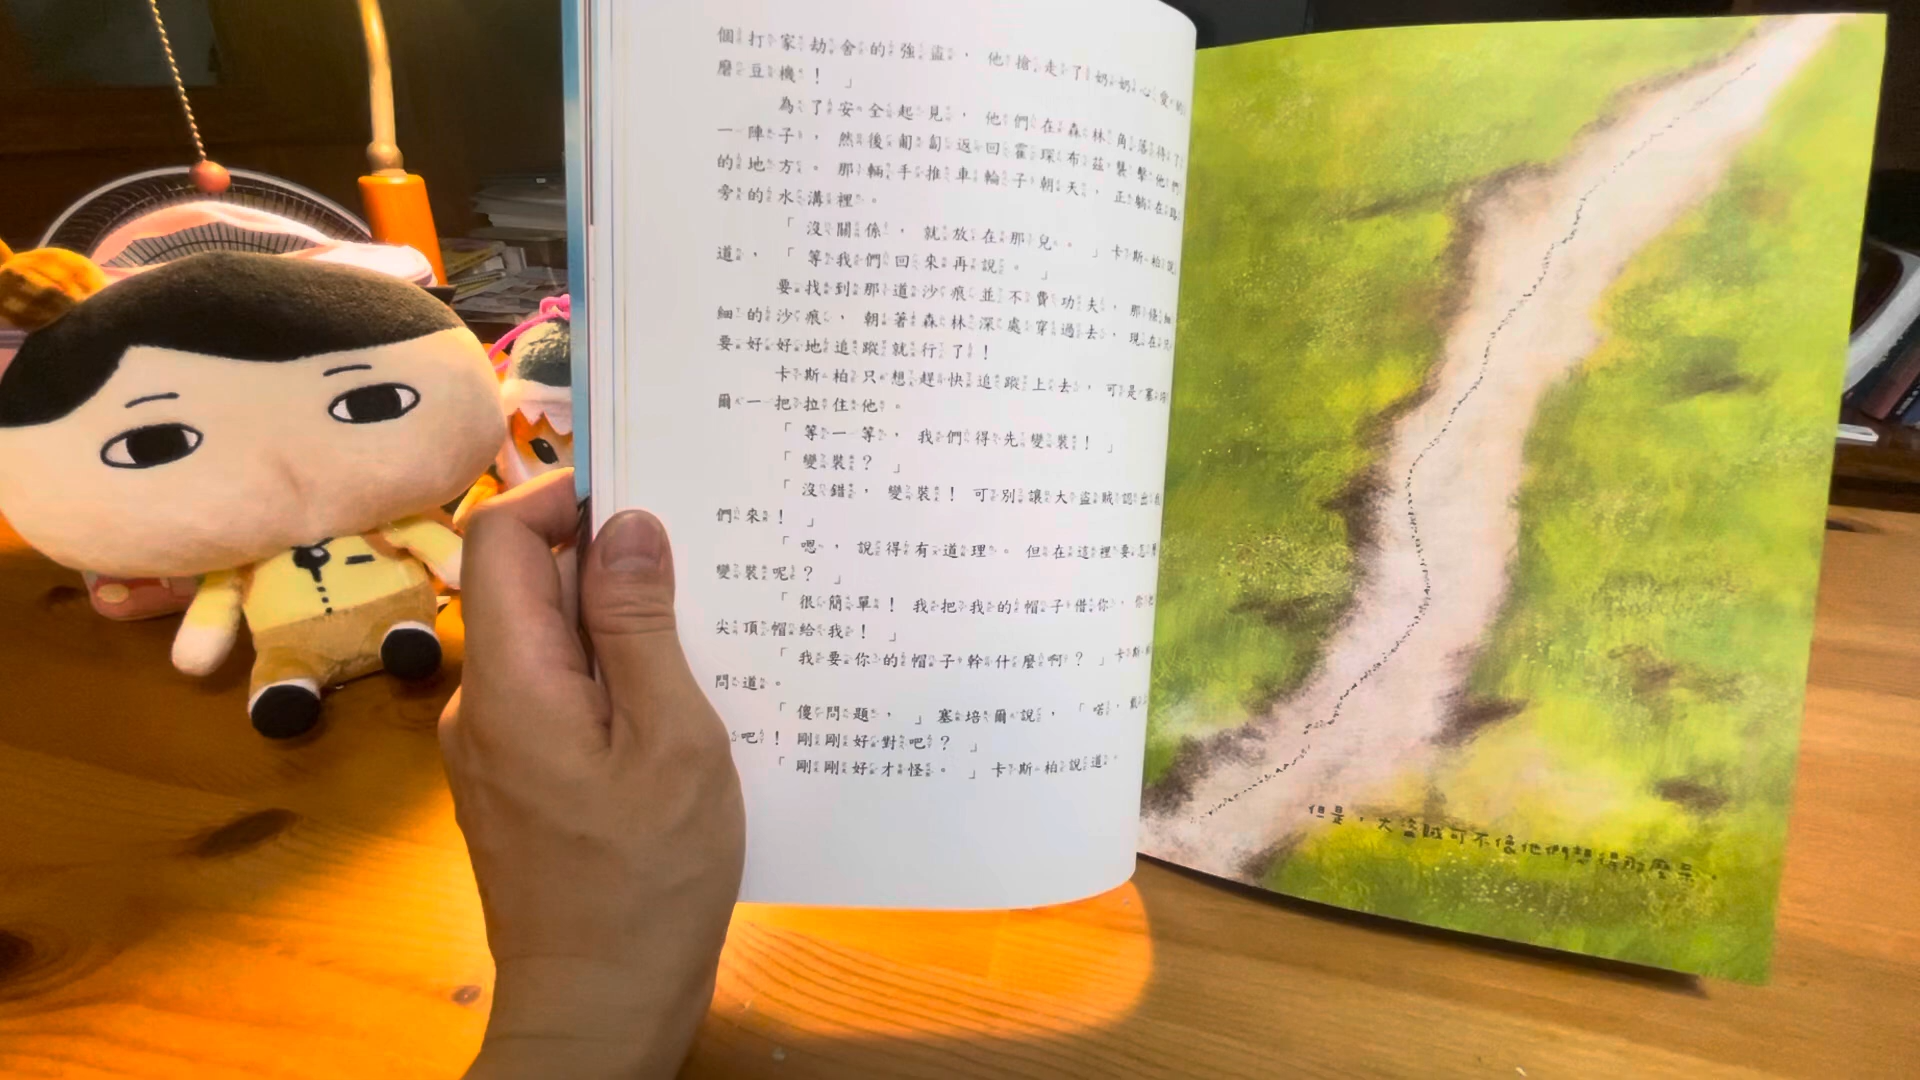 個打家劫舍的強盜，他搶走了奶奶心愛的
磨豆機！」
為了安全起見，他們在森林角落待了
一陣子，然後匍匐返回霍琛布茲襲擊他們
的地方。那輛手推車輪子朝天，正躺在路
旁的水溝裡。
「沒關係，就放在那兒。」卡斯柏說
道，「等我們回來再說。」
要找到那道沙痕並不費功夫，那條細
細的沙痕，朝著森林深處穿過去，現在只
要好好地追蹤就行了！
卡斯柏只想趕快追蹤上去，可是塞培
爾一把拉住他。
「等一等，我們得先變裝！」
「變裝？」
「沒錯，變裝！可別讓大盜賊認出我
們來！」
「嗯，說得有道理。但在這裡要怎麼
變裝呢？」
「很簡單！我把我的帽子借你，你把
尖頂帽給我！」
「我要你的帽子幹什麼啊？」卡斯柏
問道。
「傻問題，」塞培爾說，「喏，戴
吧！剛剛好對吧？」
「剛剛好才怪。」卡斯柏說道。
但是，大盜賊可不像他們想得那麼呆。